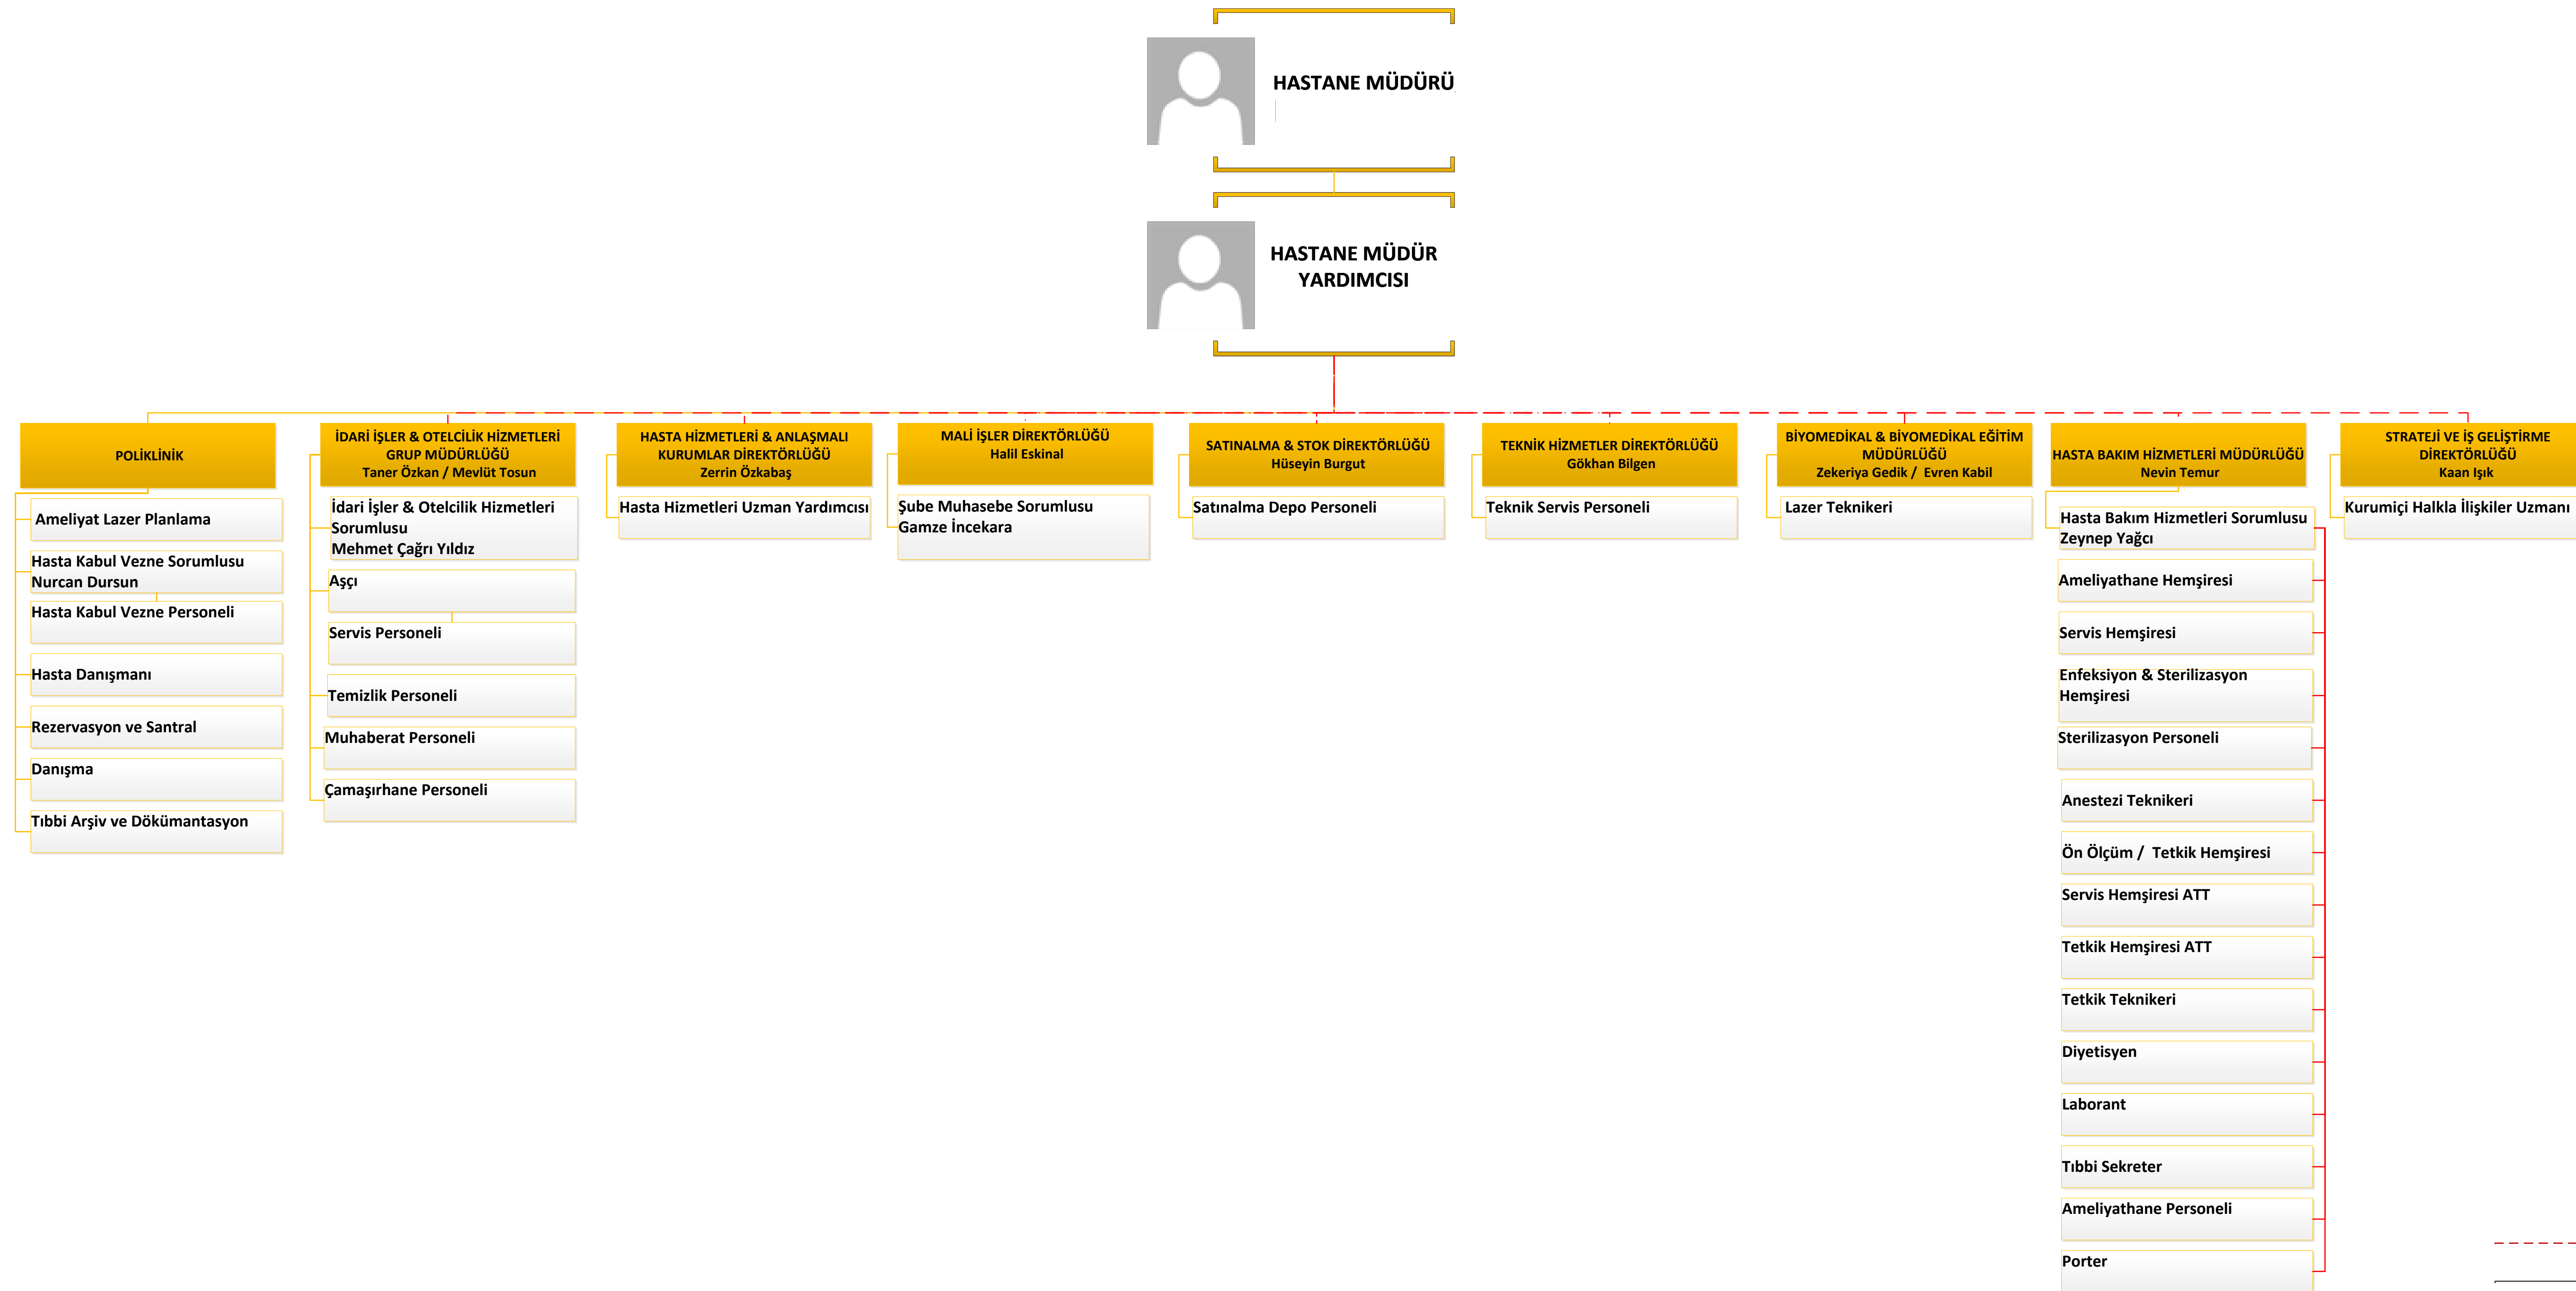 HASTANE MÜDÜRÜ
HASTANE MÜDÜR
YARDIMCISI
POLİKLİNİK
Ameliyat Lazer Planlama
Hasta Kabul Vezne Sorumlusu
Nurcan Dursun
Hasta Kabul Vezne Personeli
Hasta Danışmanı
Rezervasyon ve Santral
Danışma
Tıbbi Arşiv ve Dökümantasyon
İDARİ İŞLER & OTELCİLİK HİZMETLERİ
GRUP MÜDÜRLÜĞÜ
Taner Özkan / Mevlüt Tosun
İdari İşler & Otelcilik Hizmetleri
Sorumlusu
Mehmet Çağrı Yıldız
Aşçı
Servis Personeli
Temizlik Personeli
Muhaberat Personeli
Çamaşırhane Personeli
HASTA HİZMETLERİ & ANLAŞMALI
KURUMLAR DİREKTÖRLÜĞÜ
Zerrin Özkabaş
Hasta Hizmetleri Uzman Yardımcısı
MALİ İŞLER DİREKTÖRLÜĞÜ
Halil Eskinal
Şube Muhasebe Sorumlusu
Gamze İncekara
SATINALMA & STOK DİREKTÖRLÜĞÜ
Hüseyin Burgut
Satınalma Depo Personeli
TEKNİK HİZMETLER DİREKTÖRLÜĞÜ
Gökhan Bilgen
Teknik Servis Personeli
BİYOMEDİKAL & BİYOMEDİKAL EĞİTİM
MÜDÜRLÜĞÜ
Zekeriya Gedik / Evren Kabil
Lazer Teknikeri
HASTA BAKIM HİZMETLERİ MÜDÜRLÜĞÜ
Nevin Temur
Hasta Bakım Hizmetleri Sorumlusu
Zeynep Yağcı
Ameliyathane Hemşiresi
Servis Hemşiresi
Enfeksiyon & Sterilizasyon
Hemşiresi
Sterilizasyon Personeli
Anestezi Teknikeri
Ön Ölçüm / Tetkik Hemşiresi
Servis Hemşiresi ATT
Tetkik Hemşiresi ATT
Tetkik Teknikeri
Diyetisyen
Laborant
Tıbbi Sekreter
Ameliyathane Personeli
Porter
STRATEJİ VE İŞ GELİŞTİRME
DİREKTÖRLÜĞÜ
Kaan Işık
Kurumiçi Halkla İlişkiler Uzmanı